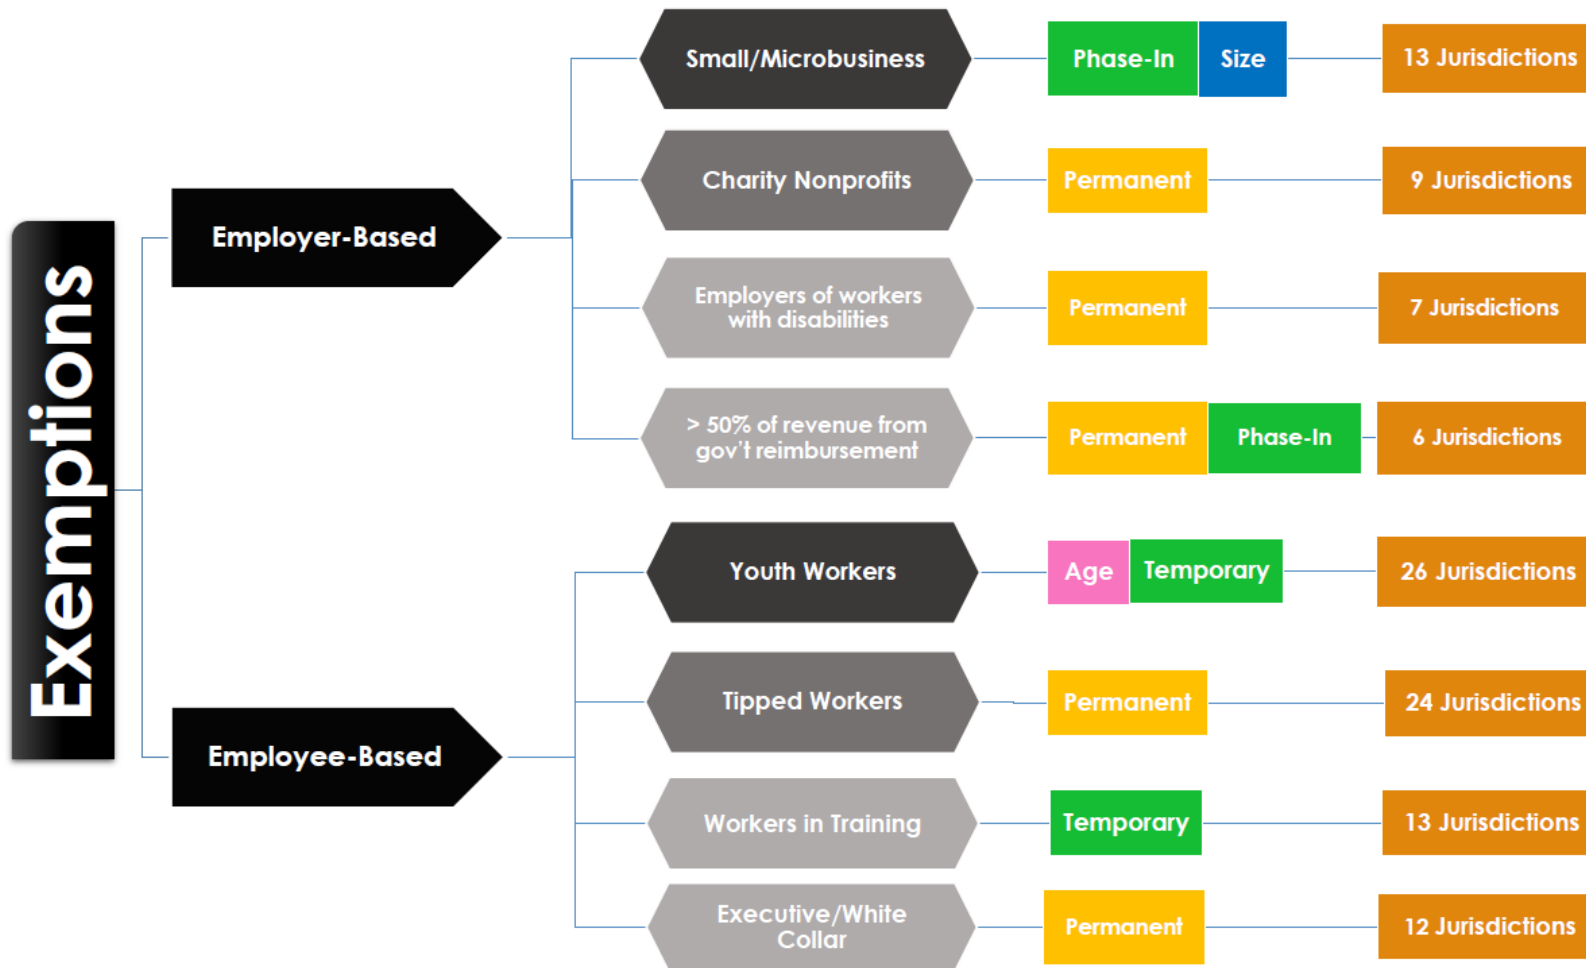 Exemptions
Employer-Based
Small/Microbusiness
Phase-In
Size
13 Jurisdictions
Charity Nonprofits
Permanent
9 Jurisdictions
Employers of workers
with disabilities
Permanent
7 Jurisdictions
> 50% of revenue from
gov't reimbursement
Permanent
Phase-In
6 Jurisdictions
Employee-Based
Youth Workers
Age
Temporary
26 Jurisdictions
Tipped Workers
Permanent
24 Jurisdictions
Workers in Training
Temporary
13 Jurisdictions
Executive/White
Collar
Permanent
12 Jurisdictions